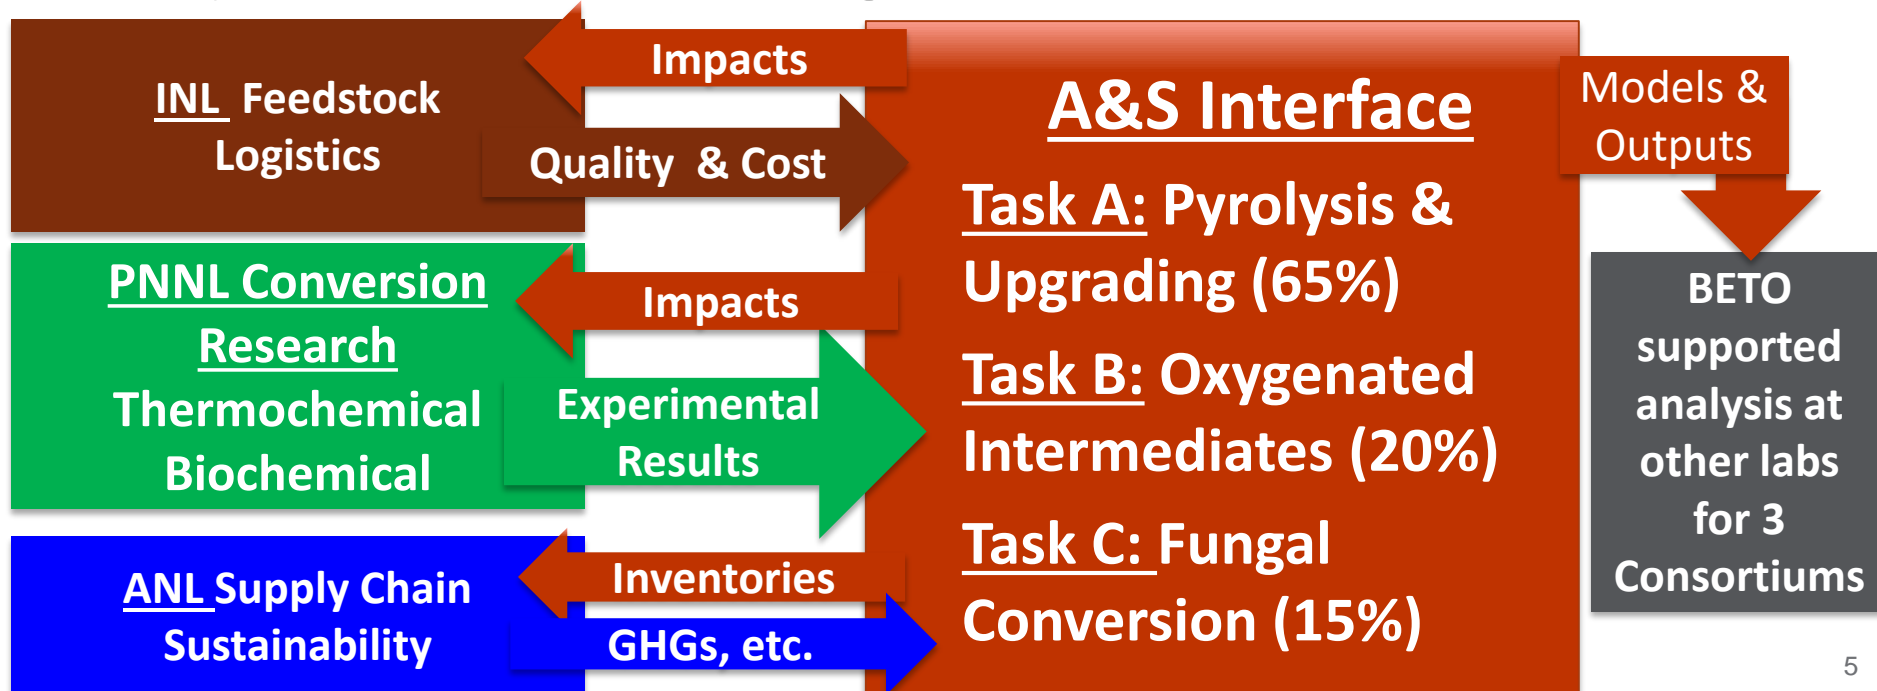 INL Feedstock
Logistics
Impacts
Quality & Cost
PNNL Conversion
Research
Thermochemical
Biochemical
Impacts
Experimental
Results
ANL Supply Chain
Sustainability
Inventories
GHGs, etc.
A&S Interface
Task A: Pyrolysis &
Upgrading (65%)
Task B: Oxygenated
Intermediates (20%)
Task C: Fungal
Conversion (15%)
Models &
Outputs
BETO
supported
analysis at
other labs
for 3
Consortiums
5